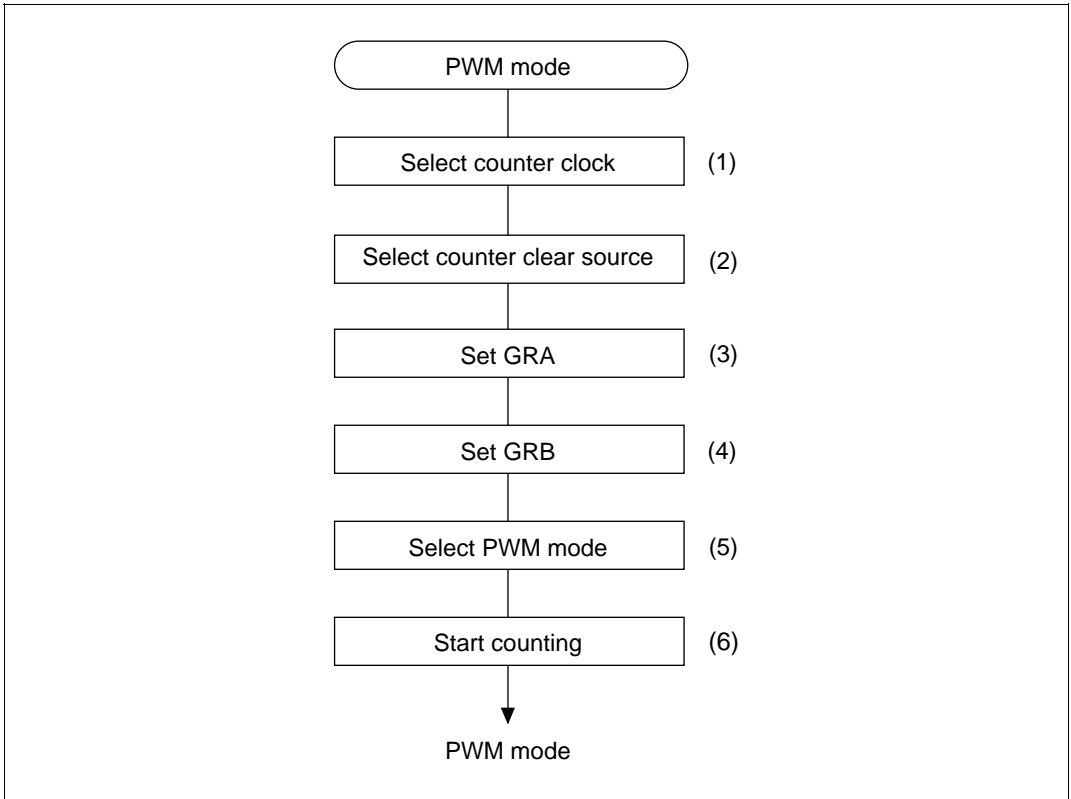 PWM mode
Select counter clock (1)
Select counter clear source (2)
Set GRA (3)
Set GRB (4)
Select PWM mode (5)
Start counting (6)
PWM mode